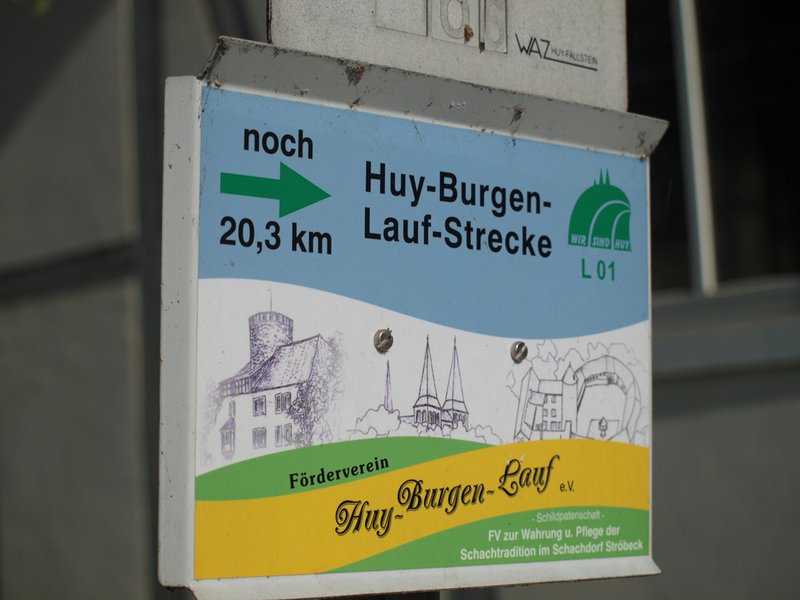 WAZ HUY-FALLSTEIN
noch
20,3 km
Huy-Burgen-
Lauf-Strecke
WIR SIND HUY
L 01
Förderverein
Huy-Burgen-Lauf e.V.
- Schildpatenschaft -
FV zur Wahrung u. Pflege der
Schachtradition im Schachdorf Ströbeck